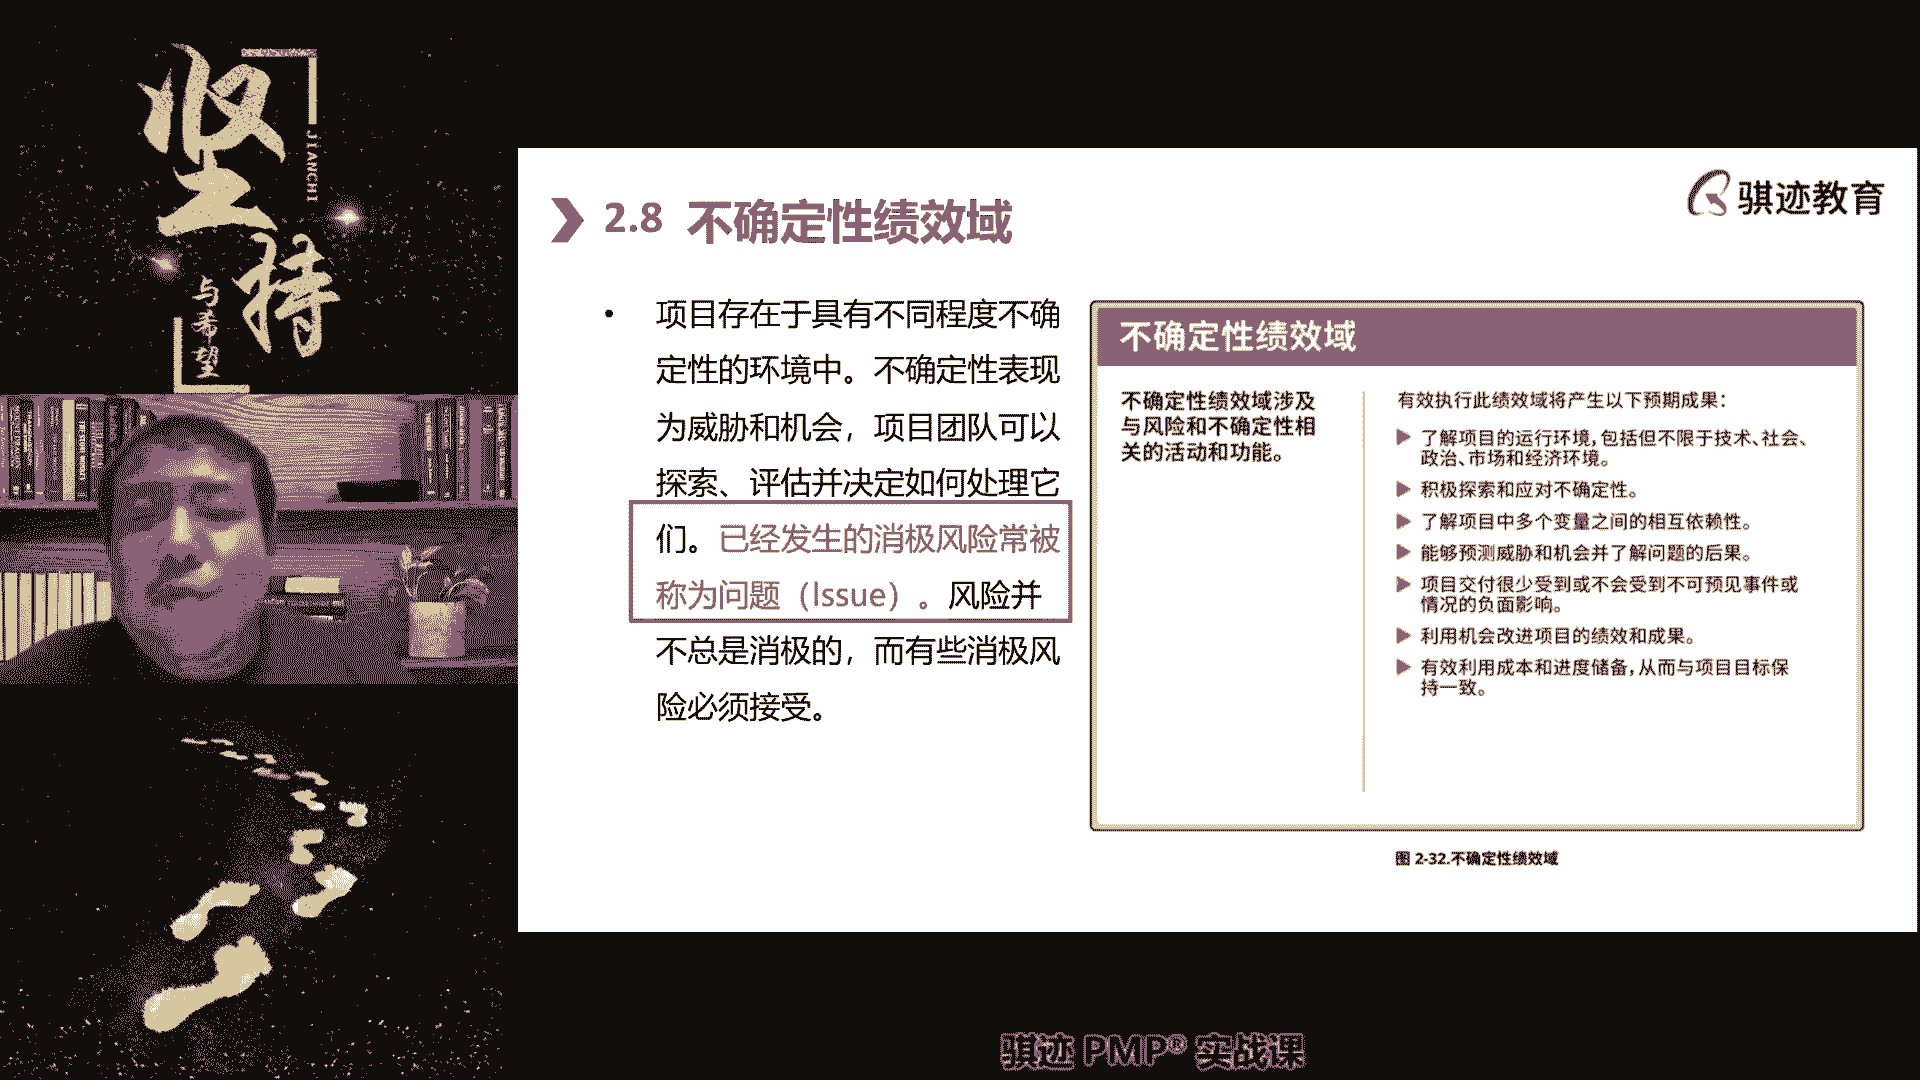 坚持
JIANCHI
与希望
骐迹教育
2.8 不确定性绩效域
• 项目存在于具有不同程度不确
定性的环境中。不确定性表现
为威胁和机会，项目团队可以
探索、评估并决定如何处理它
们。已经发生的消极风险常被
称为问题（Issue）。风险并
不总是消极的，而有些消极风
险必须接受。
不确定性绩效域
不确定性绩效域涉及
与风险和不确定性相
关的活动和功能。
有效执行此绩效域将产生以下预期成果：
▶ 了解项目的运行环境，包括但不限于技术、社会、
政治、市场和经济环境。
▶ 积极探索和应对不确定性。
▶ 了解项目中多个变量之间的相互依赖性。
▶ 能够预测威胁和机会并了解问题的后果。
▶ 项目交付很少受到或不会受到不可预见事件或
情况的负面影响。
▶ 利用机会改进项目的绩效和成果。
▶ 有效利用成本和进度储备，从而与项目目标保
持一致。
图 2-32.不确定性绩效域
骐迹 PMP® 实战课